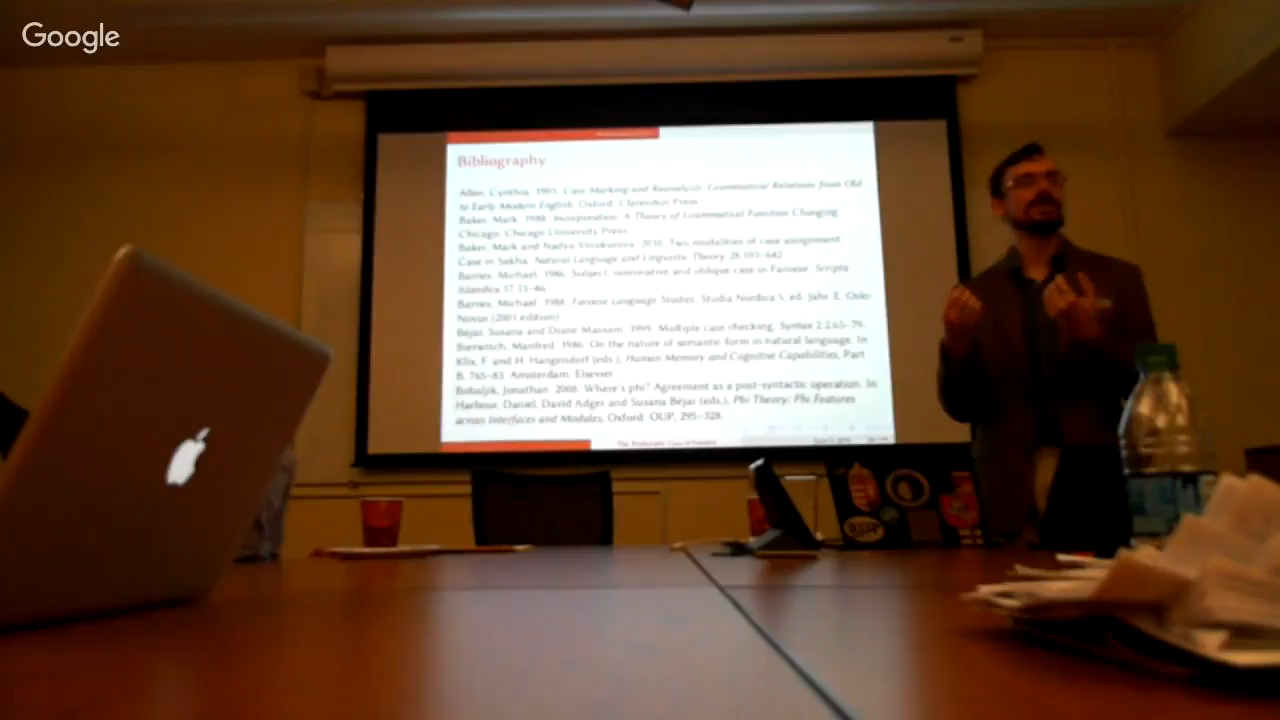 Google
Bibliography
Allen, Cynthia. 1995. Case Marking and Reanalysis: Grammatical Relations from Old
to Early Modern English. Oxford: Clarendon Press.
Baker, Mark. 1988. Incorporation: A Theory of Grammatical Function Changing.
Chicago: Chicago University Press.
Baker, Mark and Nadya Vinokurova. 2010. Two modalities of case assignment:
Case in Sakha. Natural Language and Linguistic Theory 28:593–642.
Barnes, Michael. 1986. Subject, nominative and oblique case in Faroese. Scripta
Islandica 37:13–46.
Barnes, Michael. 1988. Faroese Language Studies. Studia Nordica 5, ed. Jahr, E. Oslo:
Novus (2001 edition).
Béjar, Susana and Diane Massam. 1999. Multiple case checking. Syntax 2.2:65–79.
Bierwisch, Manfred. 1986. On the nature of semantic form in natural language. In
Klix, F. and H. Hangendorf (eds.), Human Memory and Cognitive Capabilities, Part
B, 765–83. Amsterdam: Elsevier.
Bobaljik, Jonathan. 2008. Where's phi? Agreement as a post-syntactic operation. In
Harbour, Daniel, David Adger and Susana Béjar (eds.), Phi Theory: Phi Features
across Interfaces and Modules, Oxford: OUP, 295–328.